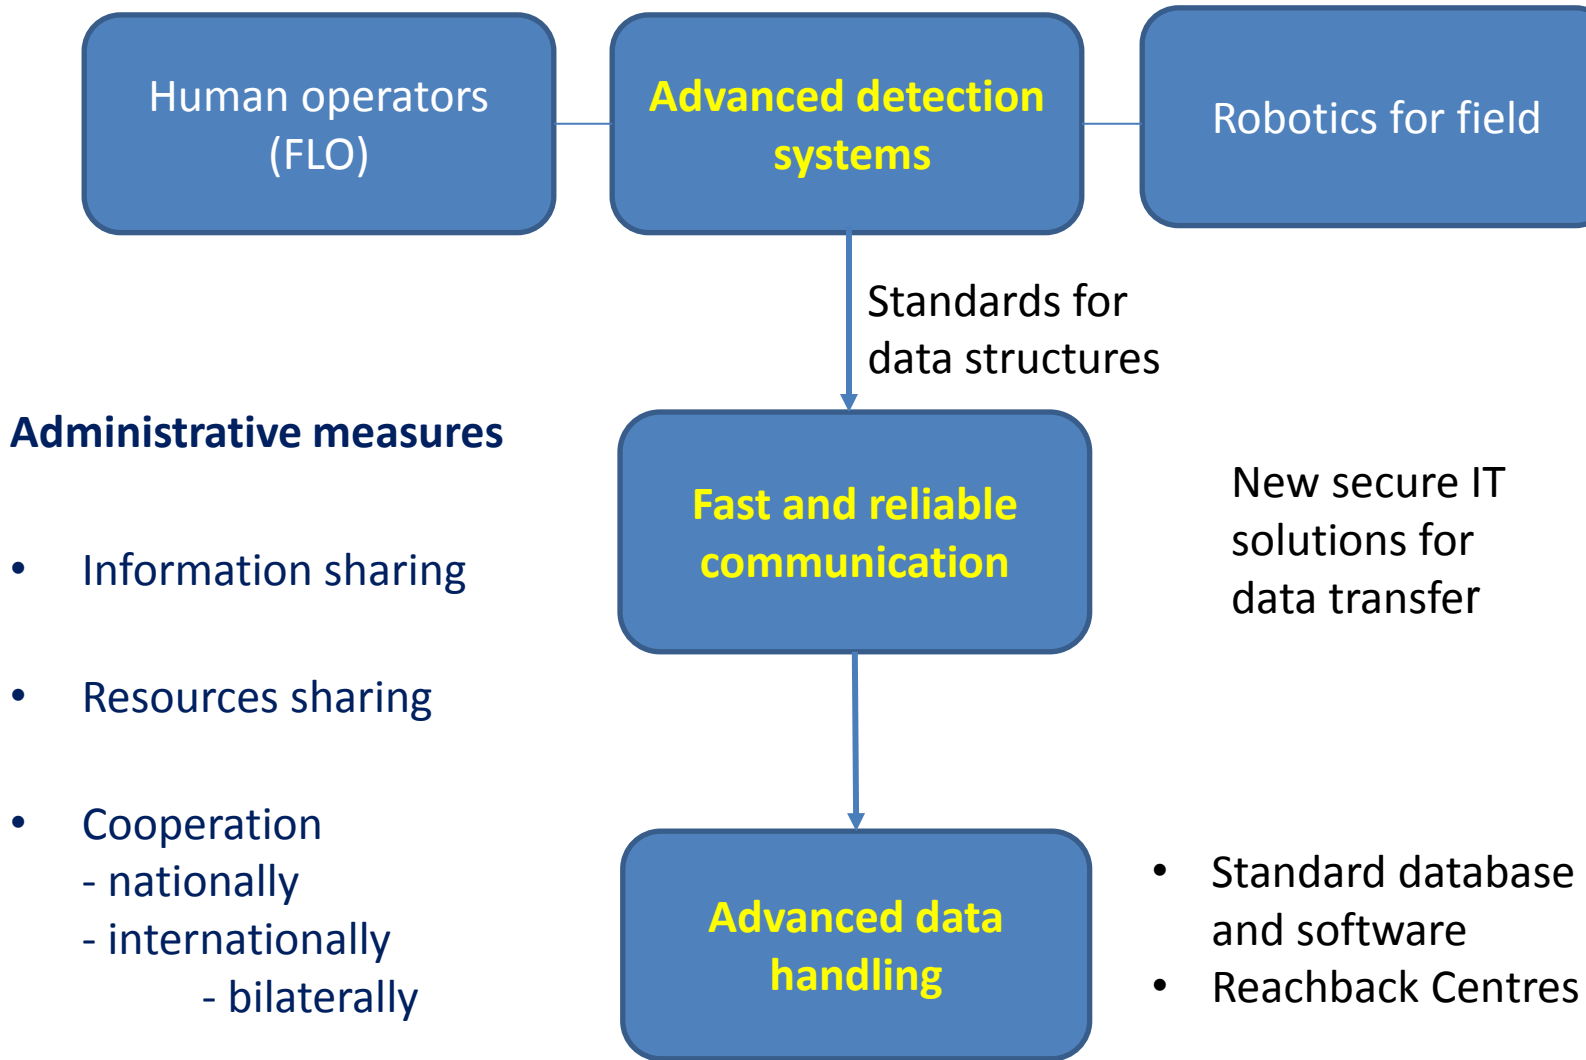 Human operators
(FLO)
Advanced detection
systems
Robotics for field
Standards for
data structures
Administrative measures
• Information sharing
• Resources sharing
• Cooperation
- nationally
- internationally
- bilaterally
Fast and reliable
communication
New secure IT
solutions for
data transfer
Advanced data
handling
• Standard database
and software
• Reachback Centres